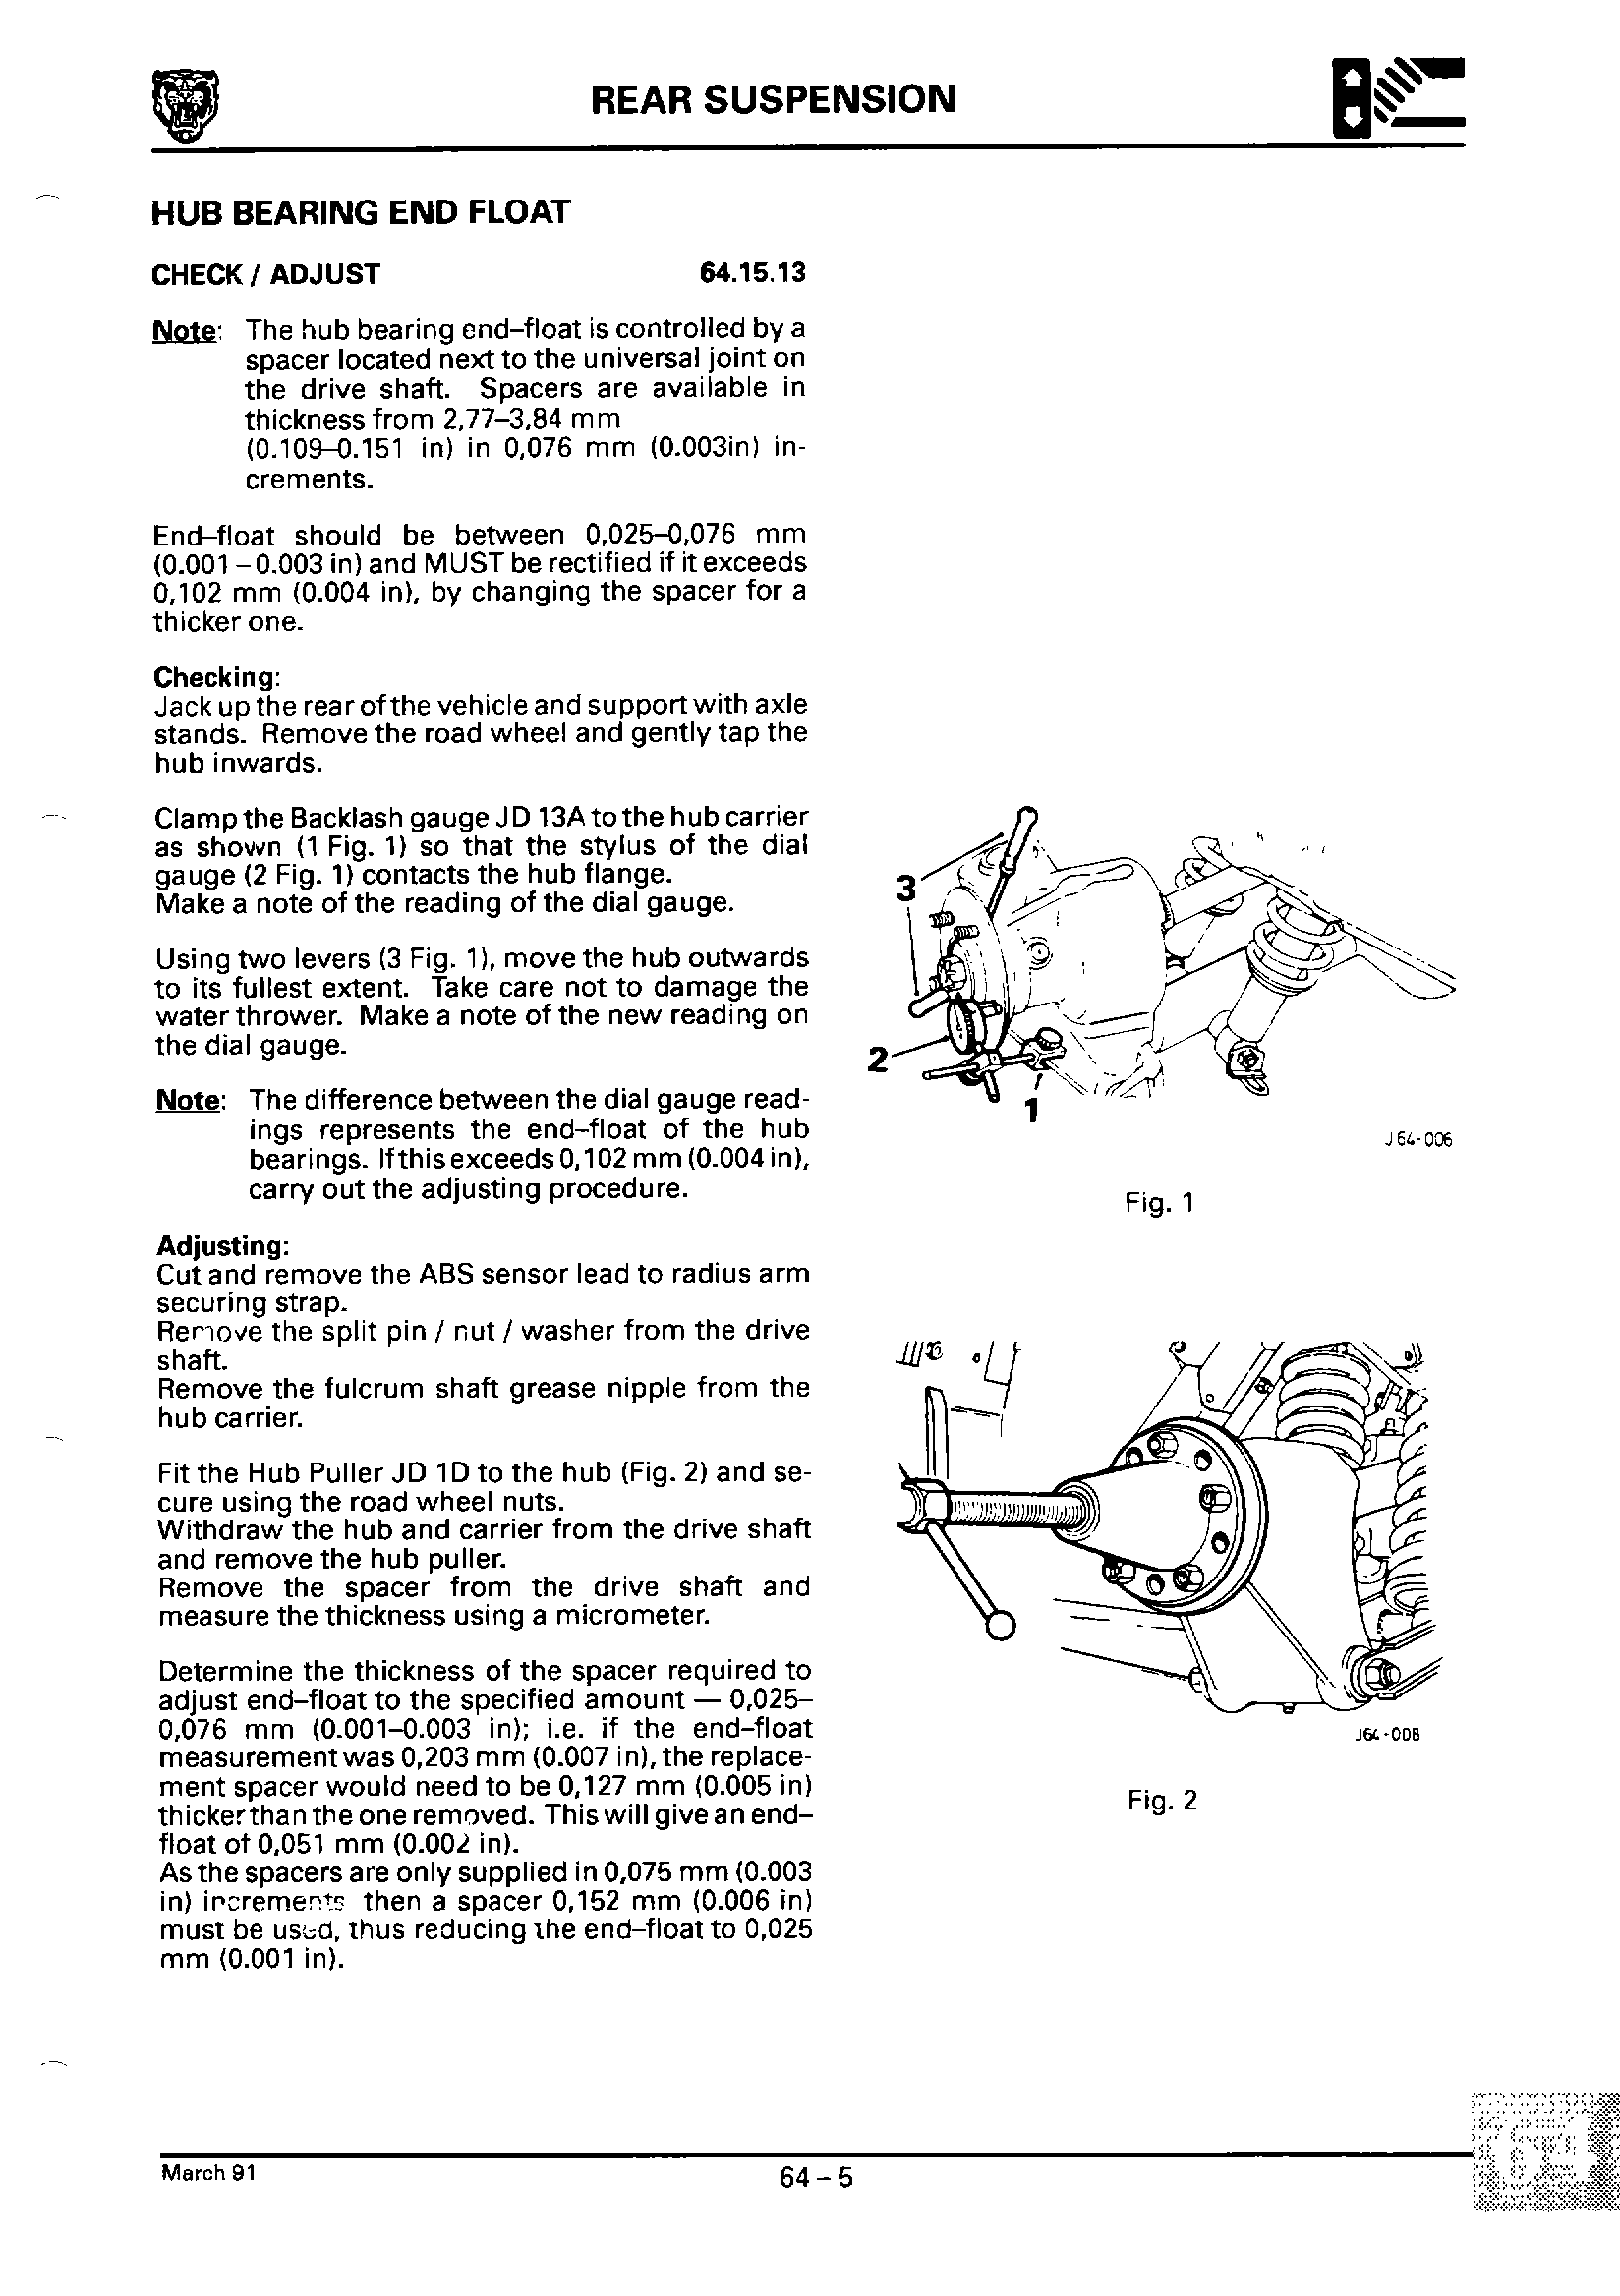 REAR SUSPENSION
HUB BEARING END FLOAT
CHECK / ADJUST 64.15.13
Note: The hub bearing end–float is controlled by a
spacer located next to the universal joint on
the drive shaft. Spacers are available in
thickness from 2,77–3,84 mm
(0.109–0.151 in) in 0,076 mm (0.003in) in-
crements.
End–float should be between 0,025–0,076 mm
(0.001 – 0.003 in) and MUST be rectified if it exceeds
0,102 mm (0.004 in), by changing the spacer for a
thicker one.
Checking:
Jack up the rear of the vehicle and support with axle
stands. Remove the road wheel and gently tap the
hub inwards.
Clamp the Backlash gauge JD 13A to the hub carrier
as shown (1 Fig. 1) so that the stylus of the dial
gauge (2 Fig. 1) contacts the hub flange.
Make a note of the reading of the dial gauge.
Using two levers (3 Fig. 1), move the hub outwards
to its fullest extent. Take care not to damage the
water thrower. Make a note of the new reading on
the dial gauge.
Note: The difference between the dial gauge read-
ings represents the end–float of the hub
bearings. If this exceeds 0,102 mm (0.004 in),
carry out the adjusting procedure.
Adjusting:
Cut and remove the ABS sensor lead to radius arm
securing strap.
Remove the split pin / nut / washer from the drive
shaft.
Remove the fulcrum shaft grease nipple from the
hub carrier.
Fit the Hub Puller JD 1D to the hub (Fig. 2) and se-
cure using the road wheel nuts.
Withdraw the hub and carrier from the drive shaft
and remove the hub puller.
Remove the spacer from the drive shaft and
measure the thickness using a micrometer.
Determine the thickness of the spacer required to
adjust end–float to the specified amount — 0,025–
0,076 mm (0.001–0.003 in); i.e. if the end–float
measurement was 0,203 mm (0.007 in), the replace-
ment spacer would need to be 0,127 mm (0.005 in)
thicker than the one removed. This will give an end–
float of 0,051 mm (0.002 in).
As the spacers are only supplied in 0,075 mm (0.003
in) increments then a spacer 0,152 mm (0.006 in)
must be used, thus reducing the end–float to 0,025
mm (0.001 in).
3
2
1
J64-006
Fig. 1
J64-008
Fig. 2
March 91
64 – 5
64